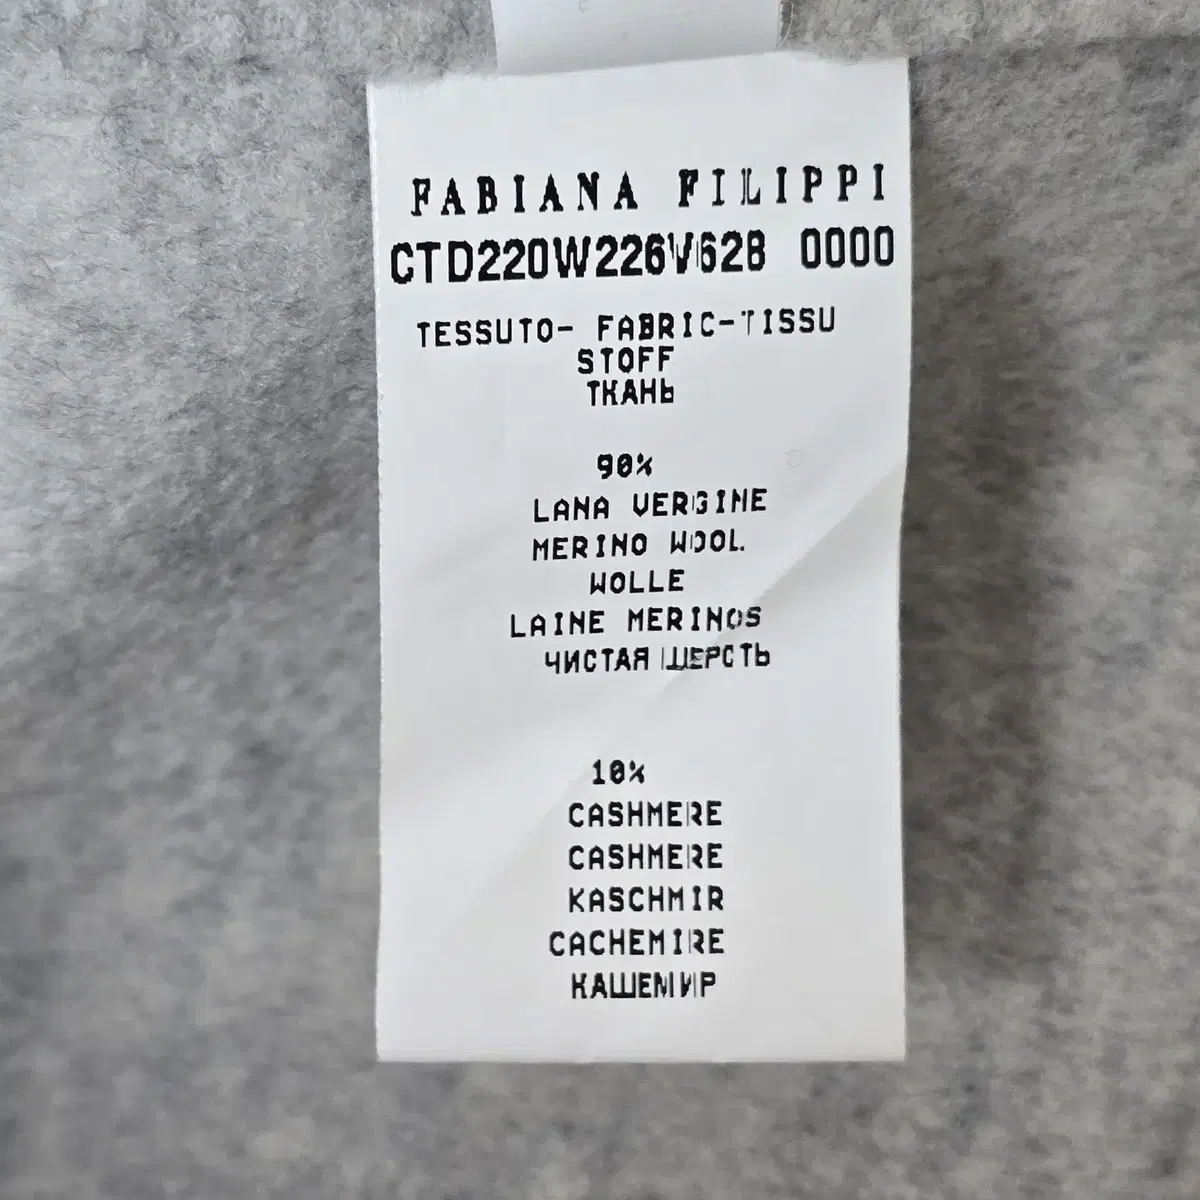 FABIANA FILIPPI
CTD220W226V628 0000
TESSUTO- FABRIC-TISSU
STOFF
ТКАНЬ
90%
LANA VERGINE
MERINO WOOL
WOLLE
LAINE MERINOS
ЧИСТАЯ ШЕРСТЬ
10%
CASHMERE
CASHMERE
KASCHMIR
CACHEMIRE
КАШЕМИР